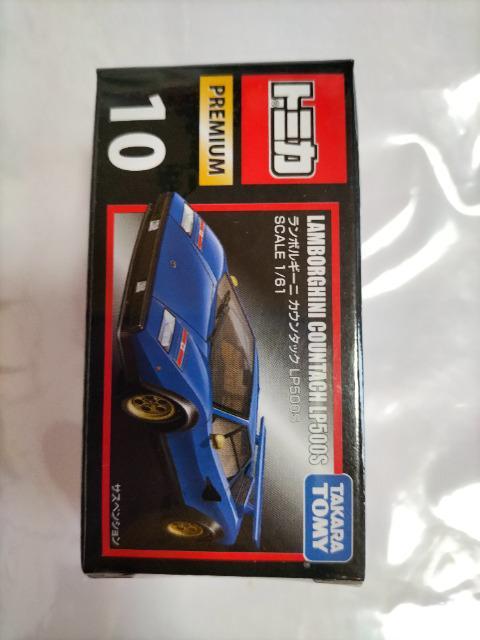 トミカ
PREMIUM
10
LAMBORGHINI COUNTACH LP500S
ランボルギーニ カウンタック LP500S
SCALE 1/61
サスペンション
TAKARA
TOMY